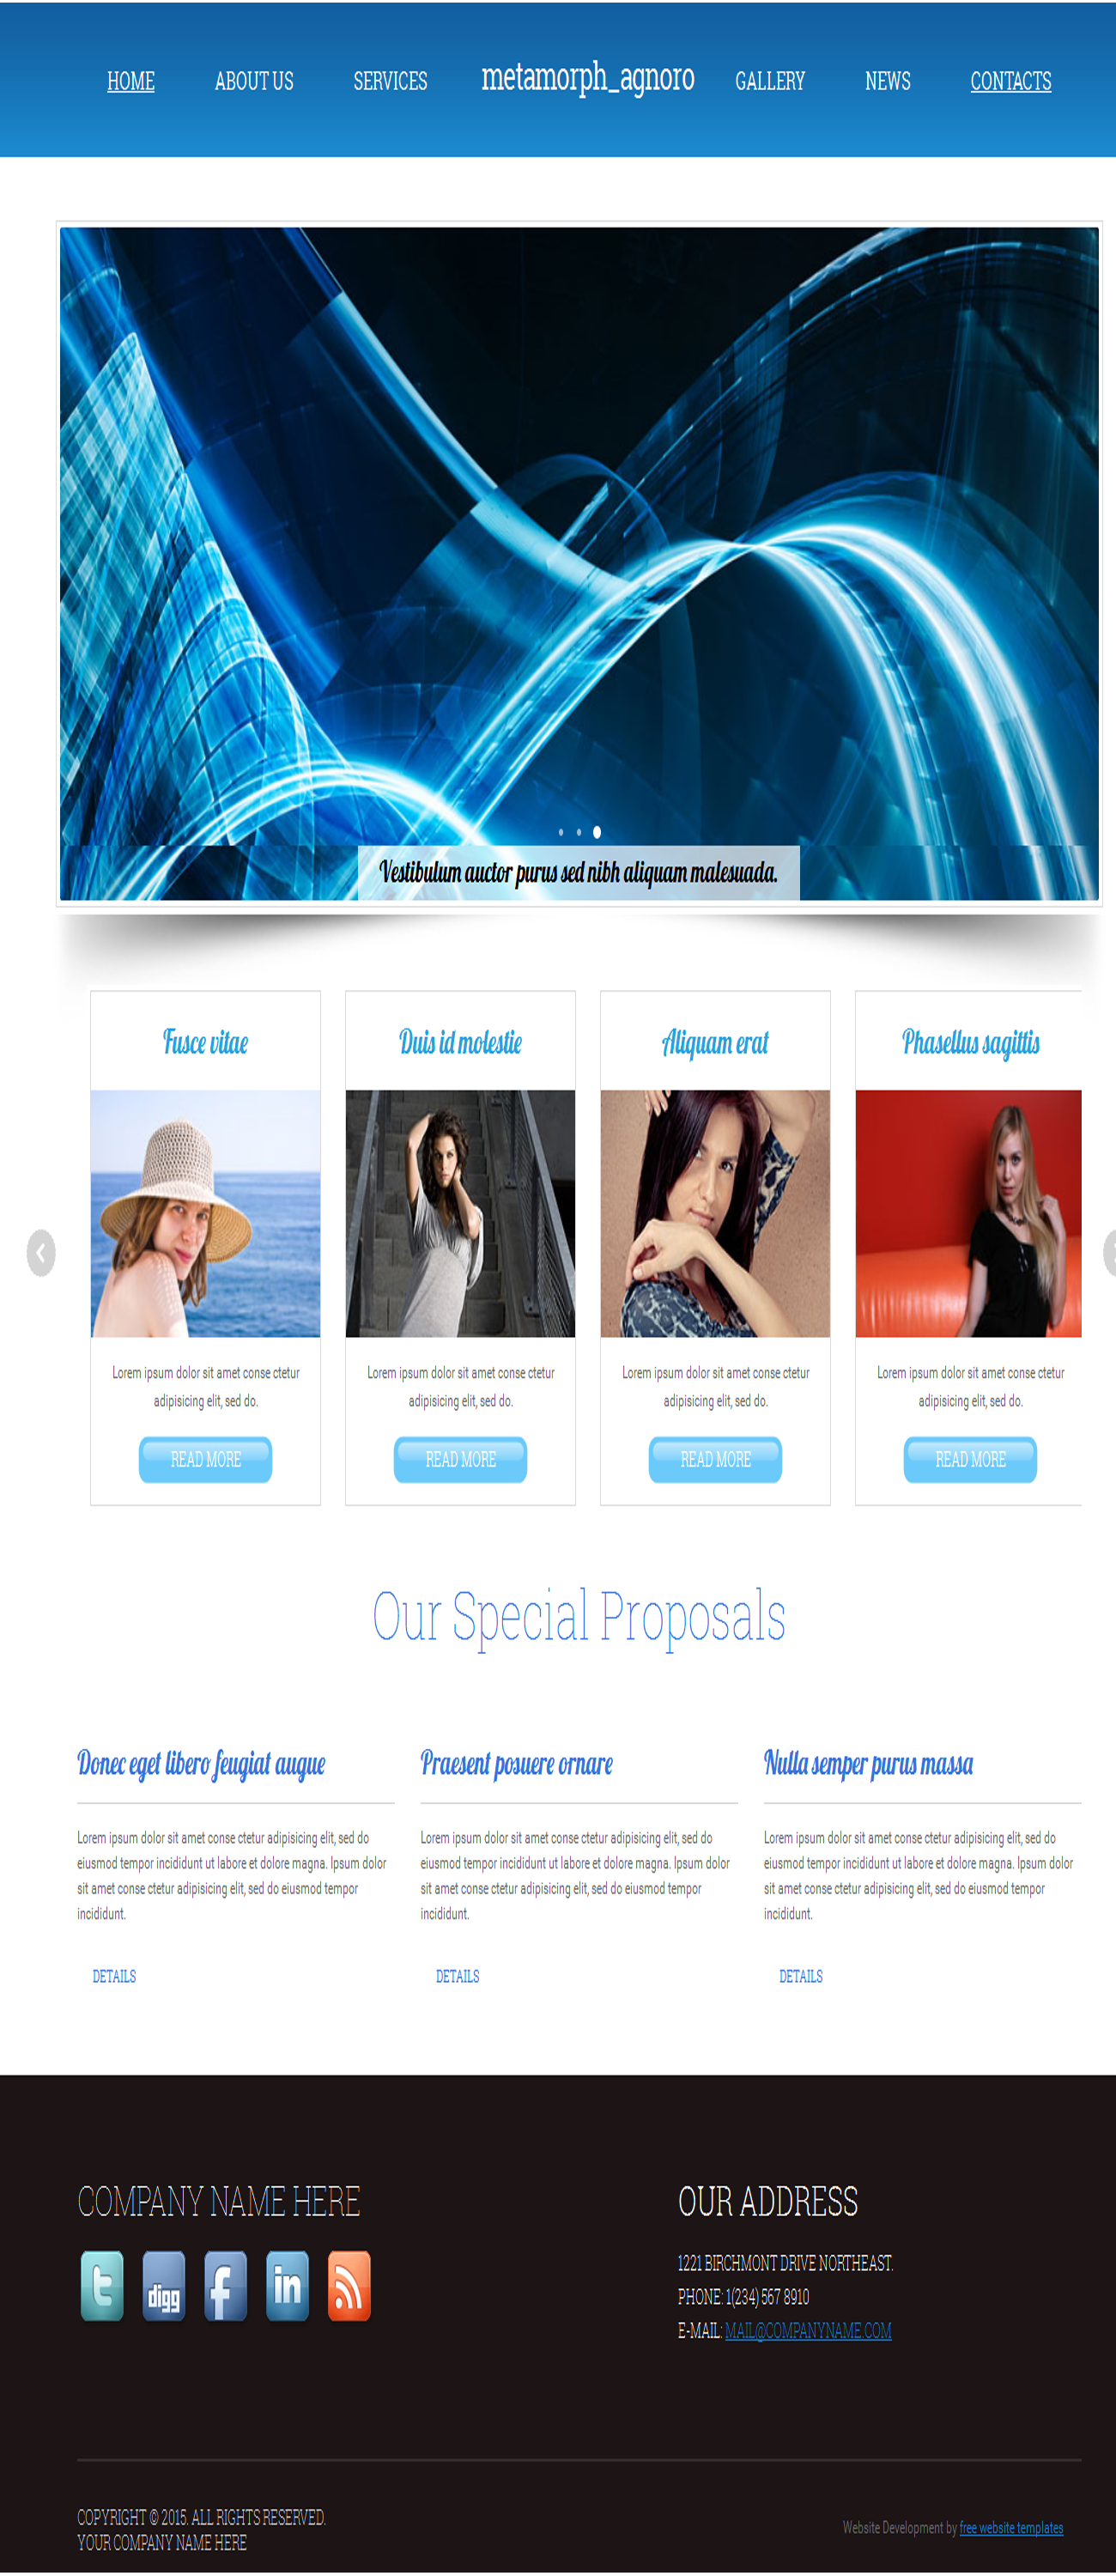 HOME ABOUT US SERVICES metamorph_agnoro GALLERY NEWS CONTACTS
Vestibulum auctor purus sed nibh aliquam malesuada.
Fusce vitae
Lorem ipsum dolor sit amet conse ctetur
adipisicing elit, sed do.
READ MORE
Duis id molestie
Lorem ipsum dolor sit amet conse ctetur
adipisicing elit, sed do.
READ MORE
Aliquam erat
Lorem ipsum dolor sit amet conse ctetur
adipisicing elit, sed do.
READ MORE
Phasellus sagittis
Lorem ipsum dolor sit amet conse ctetur
adipisicing elit, sed do.
READ MORE
Our Special Proposals
Donec eget libero feugiat augue
Lorem ipsum dolor sit amet conse ctetur adipisicing elit, sed do
eiusmod tempor incididunt ut labore et dolore magna. Ipsum dolor
sit amet conse ctetur adipisicing elit, sed do eiusmod tempor
incididunt.
DETAILS
Praesent posuere ornare
Lorem ipsum dolor sit amet conse ctetur adipisicing elit, sed do
eiusmod tempor incididunt ut labore et dolore magna. Ipsum dolor
sit amet conse ctetur adipisicing elit, sed do eiusmod tempor
incididunt.
DETAILS
Nulla semper purus massa
Lorem ipsum dolor sit amet conse ctetur adipisicing elit, sed do
eiusmod tempor incididunt ut labore et dolore magna. Ipsum dolor
sit amet conse ctetur adipisicing elit, sed do eiusmod tempor
incididunt.
DETAILS
COMPANY NAME HERE
digg
in
OUR ADDRESS
1221 BIRCHMONT DRIVE NORTHEAST.
PHONE: 1(234) 567 8910
E-MAIL: MAIL@COMPANYNAME.COM
COPYRIGHT © 2015. ALL RIGHTS RESERVED.
YOUR COMPANY NAME HERE
Website Development by free website templates